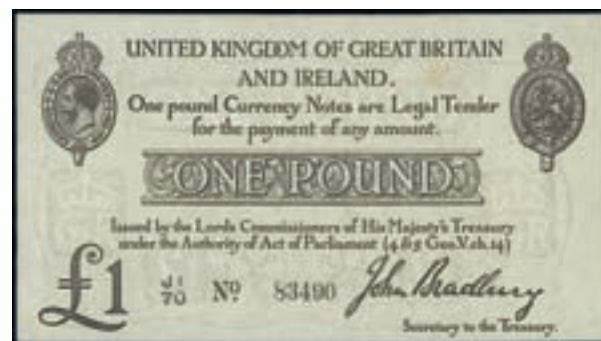 UNITED KINGDOM OF GREAT BRITAIN
AND IRELAND.
One pound Currency Notes are Legal Tender
for the payment of any amount.
ONE POUND
Issued by the Lords Commissioners of His Majesty's Treasury
under the Authority of Act of Parliament (4 & 5 Geo.V.ch.14)
£1 J1/70 No 83490 John Bradbury
Secretary to the Treasury.